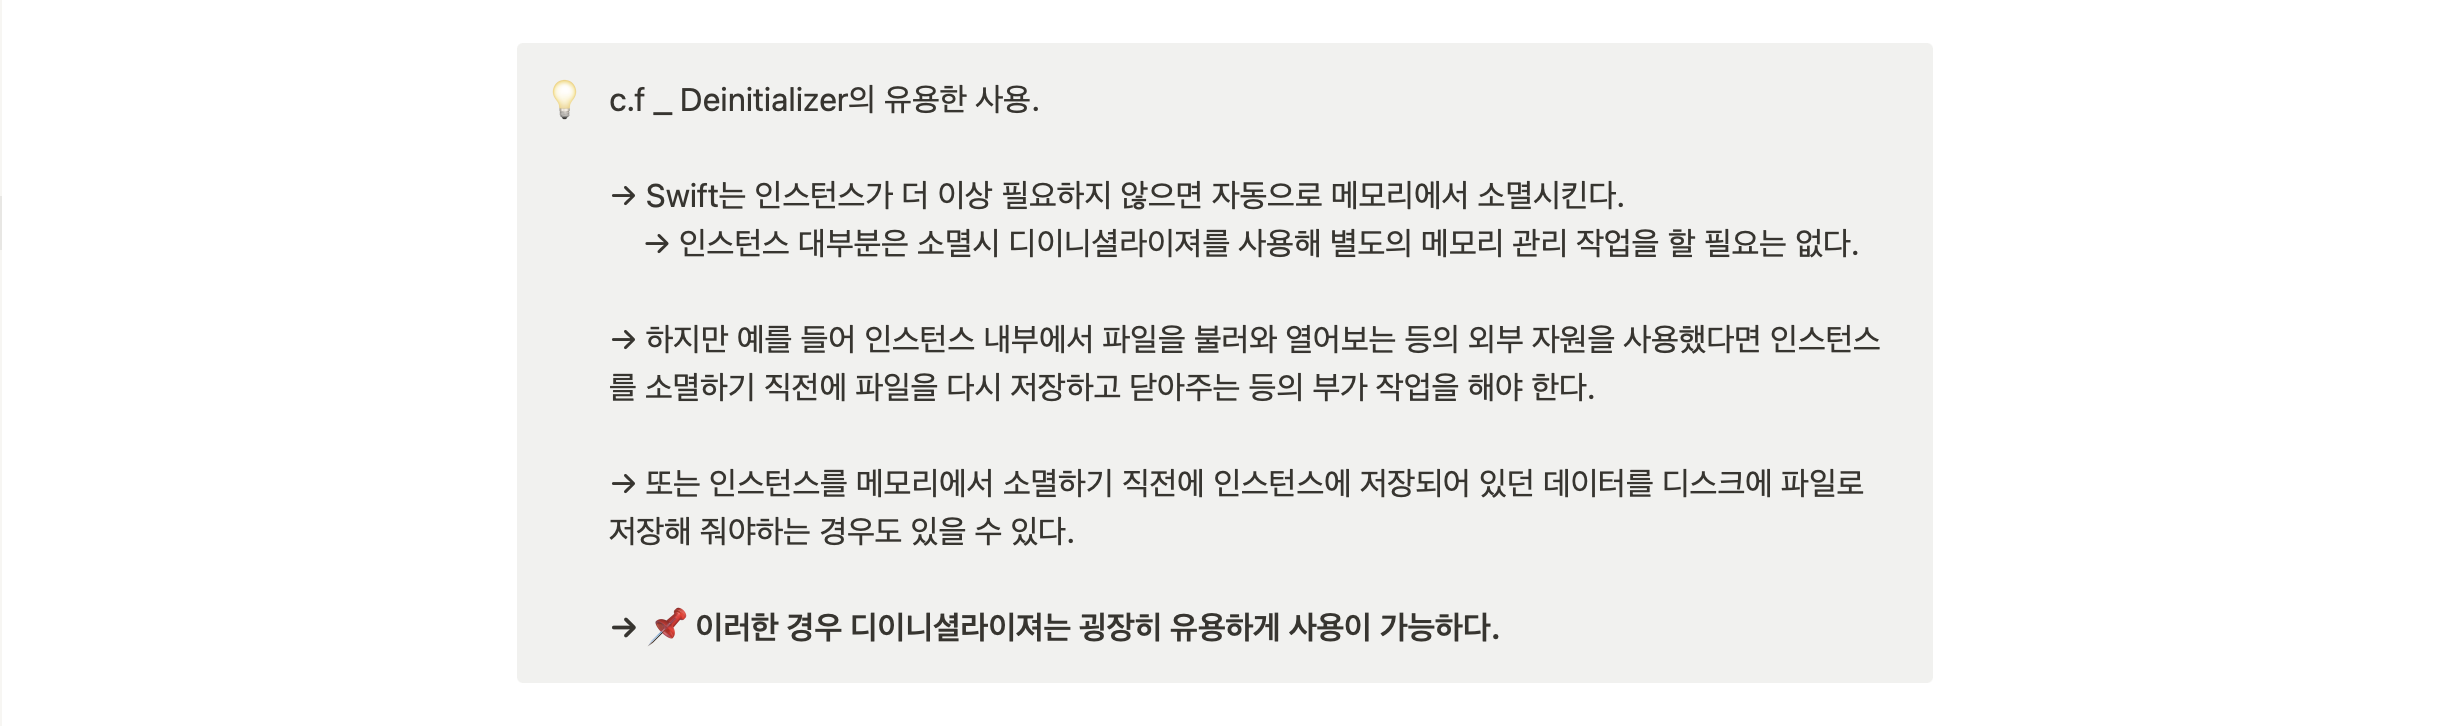 c.f _ Deinitializer의 유용한 사용.
→ Swift는 인스턴스가 더 이상 필요하지 않으면 자동으로 메모리에서 소멸시킨다.
→ 인스턴스 대부분은 소멸시 디이니셜라이져를 사용해 별도의 메모리 관리 작업을 할 필요는 없다.
→ 하지만 예를 들어 인스턴스 내부에서 파일을 불러와 열어보는 등의 외부 자원을 사용했다면 인스턴스
를 소멸하기 직전에 파일을 다시 저장하고 닫아주는 등의 부가 작업을 해야 한다.
→ 또는 인스턴스를 메모리에서 소멸하기 직전에 인스턴스에 저장되어 있던 데이터를 디스크에 파일로
저장해 줘야하는 경우도 있을 수 있다.
→ 📌 이러한 경우 디이니셜라이져는 굉장히 유용하게 사용이 가능하다.